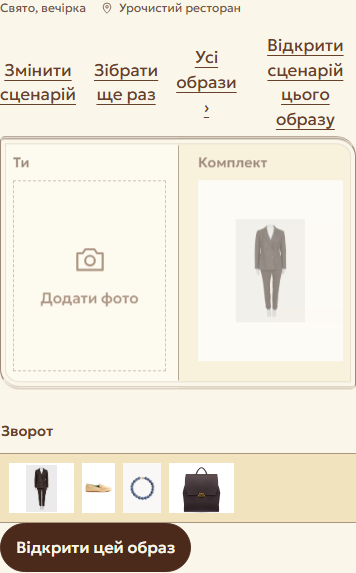 Свято, вечірка
Урочистий ресторан
Змінити
сценарій
Зібрати
ще раз
Усі
образи
›
Відкрити
сценарій
цього
образу
Ти
Комплект
Додати фото
Зворот
Відкрити цей образ